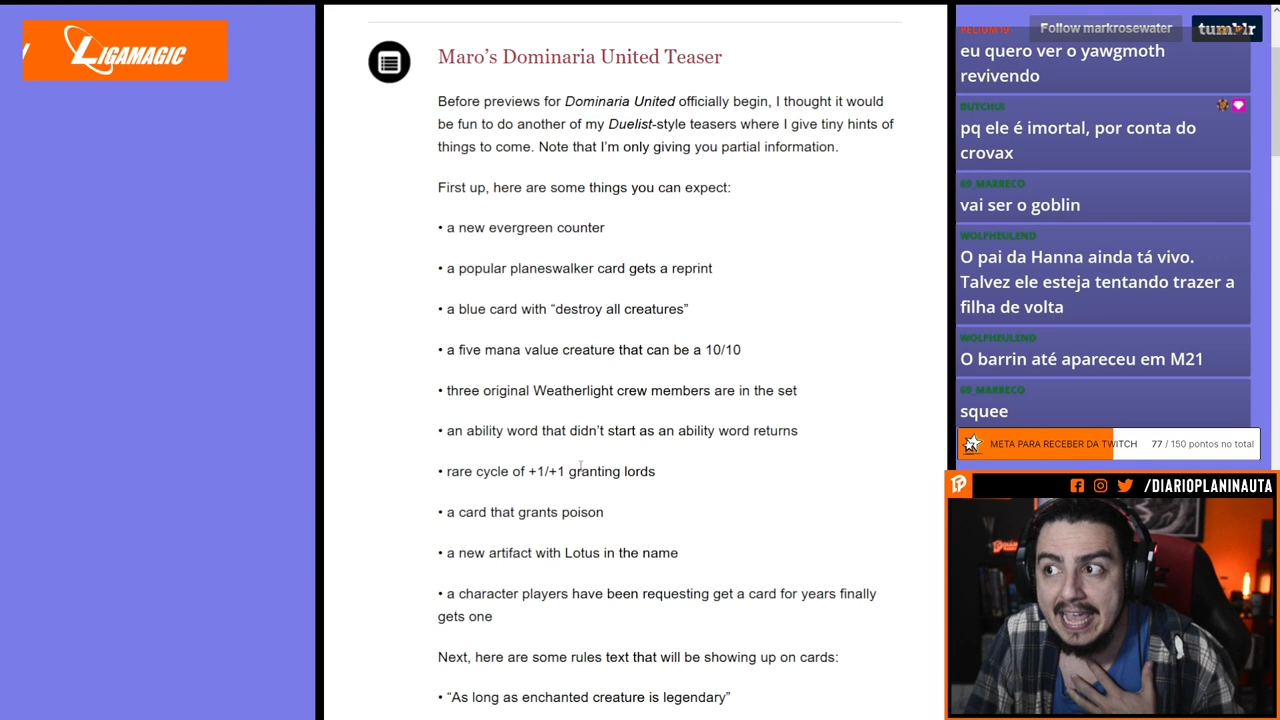 LIGAMAGIC
Maro's Dominaria United Teaser
Before previews for Dominaria United officially begin, I thought it would
be fun to do another of my Duelist-style teasers where I give tiny hints of
things to come. Note that I'm only giving you partial information.
First up, here are some things you can expect:
• a new evergreen counter
• a popular planeswalker card gets a reprint
• a blue card with “destroy all creatures”
• a five mana value creature that can be a 10/10
• three original Weatherlight crew members are in the set
• an ability word that didn't start as an ability word returns
• rare cycle of +1/+1 granting lords
• a card that grants poison
• a new artifact with Lotus in the name
• a character players have been requesting get a card for years finally
gets one
Next, here are some rules text that will be showing up on cards:
• “As long as enchanted creature is legendary”
Follow markrosewater
tumblr
eu quero ver o yawgmoth
revivendo
BUTCHUI
pq ele é imortal, por conta do
crovax
69_MARRECO
vai ser o goblin
WOLFHEULEND
O pai da Hanna ainda tá vivo.
Talvez ele esteja tentando trazer a
filha de volta
WOLFHEULEND
O barrin até apareceu em M21
69_MARRECO
squee
META PARA RECEBER DA TWITCH 77 / 150 pontos no total
/DIARIOPLANINAUTA